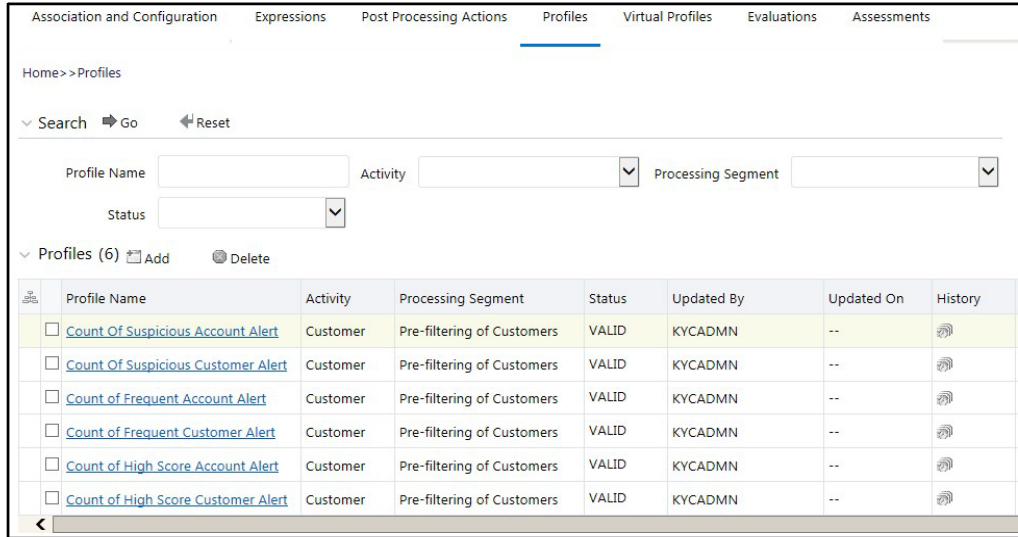 Association and Configuration Expressions Post Processing Actions Profiles Virtual Profiles Evaluations Assessments
Home>>Profiles
Search Go Reset
Profile Name Activity Processing Segment
Status
Profiles (6) Add Delete
Profile Name Activity Processing Segment Status Updated By Updated On History
Count Of Suspicious Account Alert Customer Pre-filtering of Customers VALID KYCADMN --
Count Of Suspicious Customer Alert Customer Pre-filtering of Customers VALID KYCADMN --
Count of Frequent Account Alert Customer Pre-filtering of Customers VALID KYCADMN --
Count of Frequent Customer Alert Customer Pre-filtering of Customers VALID KYCADMN --
Count of High Score Account Alert Customer Pre-filtering of Customers VALID KYCADMN --
Count of High Score Customer Alert Customer Pre-filtering of Customers VALID KYCADMN --